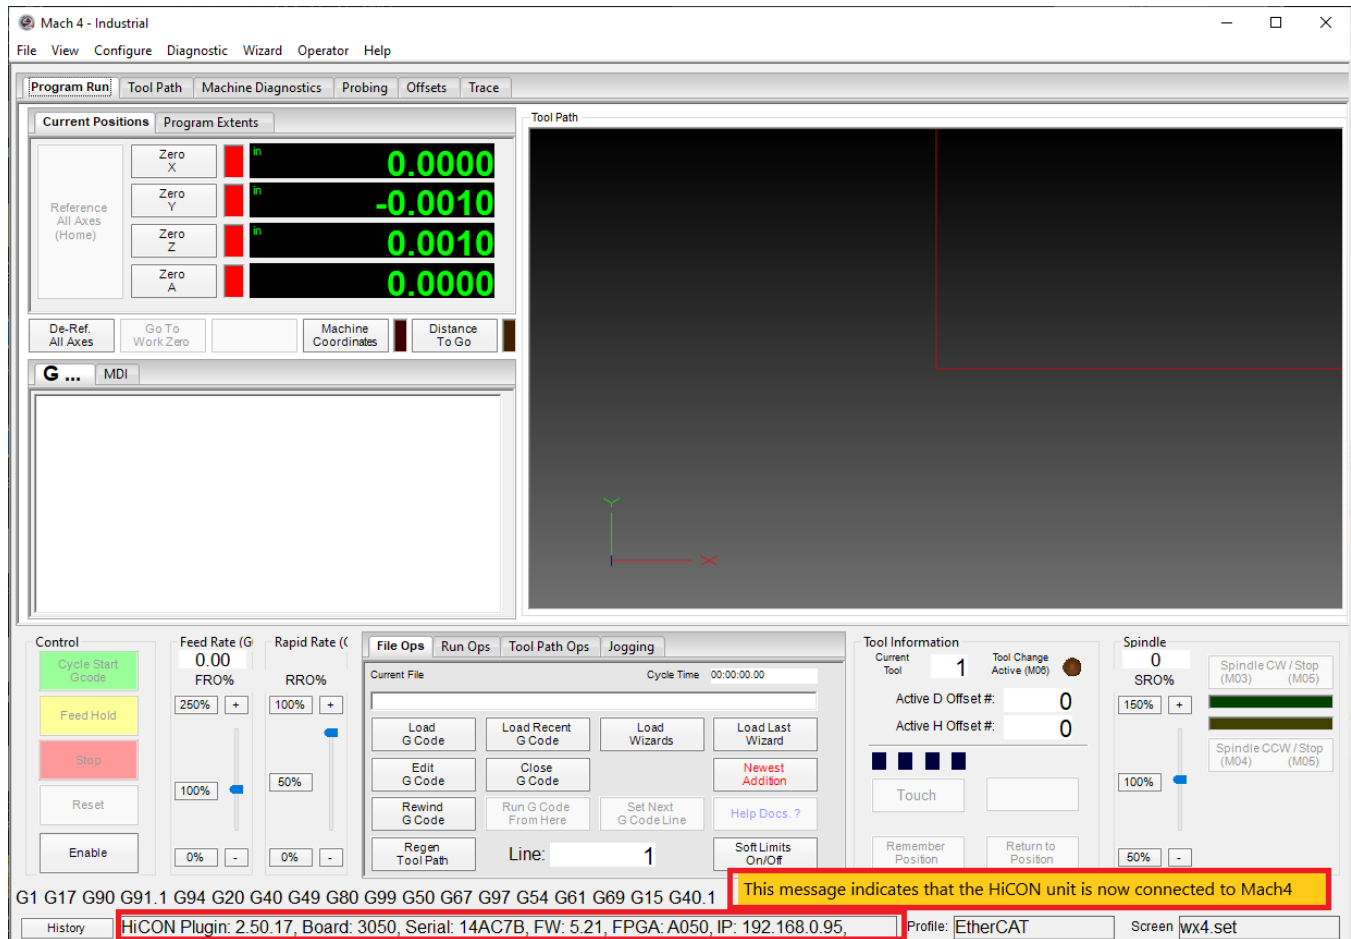 Mach 4 - Industrial
File View Configure Diagnostic Wizard Operator Help
Program Run Tool Path Machine Diagnostics Probing Offsets Trace
Current Positions Program Extents
Tool Path
Reference
All Axes
(Home)
Zero
X
in
0.0000
Zero
Y
in
-0.0010
Zero
Z
in
0.0010
Zero
A
0.0000
De-Ref.
All Axes
Go To
Work Zero
Machine
Coordinates
Distance
To Go
G ... MDI
Y
X
Control
Cycle Start
Gcode
Feed Hold
Stop
Reset
Enable
Feed Rate (G
0.00
FRO%
250% +
100%
0% -
Rapid Rate (
RRO%
100% +
50%
0% -
File Ops Run Ops Tool Path Ops Jogging
Current File
Cycle Time 00:00:00.00
Load
G Code
Load Recent
G Code
Load
Wizards
Load Last
Wizard
Edit
G Code
Close
G Code
Newest
Addition
Rewind
G Code
Run G Code
From Here
Set Next
G Code Line
Help Docs. ?
Regen
Tool Path
Line: 1
Soft Limits
On/Off
Tool Information
Current
Tool
1
Tool Change
Active (M06)
Active D Offset #: 0
Active H Offset #: 0
Touch
Remember
Position
Return to
Position
Spindle
0
SRO%
150% +
100%
50% -
Spindle CW / Stop
(M03) (M05)
Spindle CCW / Stop
(M04) (M05)
G1 G17 G90 G91.1 G94 G20 G40 G49 G80 G99 G50 G67 G97 G54 G61 G69 G15 G40.1
This message indicates that the HiCON unit is now connected to Mach4
History
HiCON Plugin: 2.50.17, Board: 3050, Serial: 14AC7B, FW: 5.21, FPGA: A050, IP: 192.168.0.95,
Profile: EtherCAT
Screen wx4.set